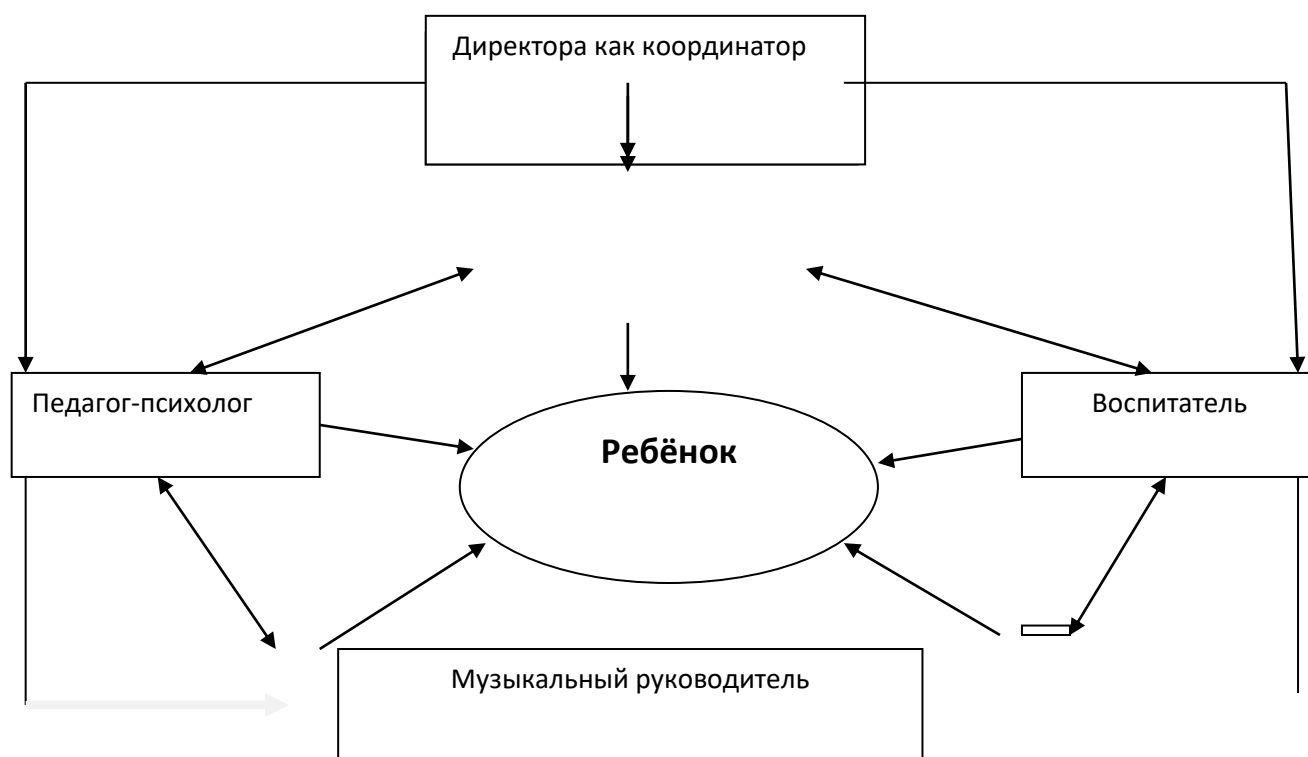 Директора как координатор
Педагог-психолог
Воспитатель
Ребёнок
Музыкальный руководитель